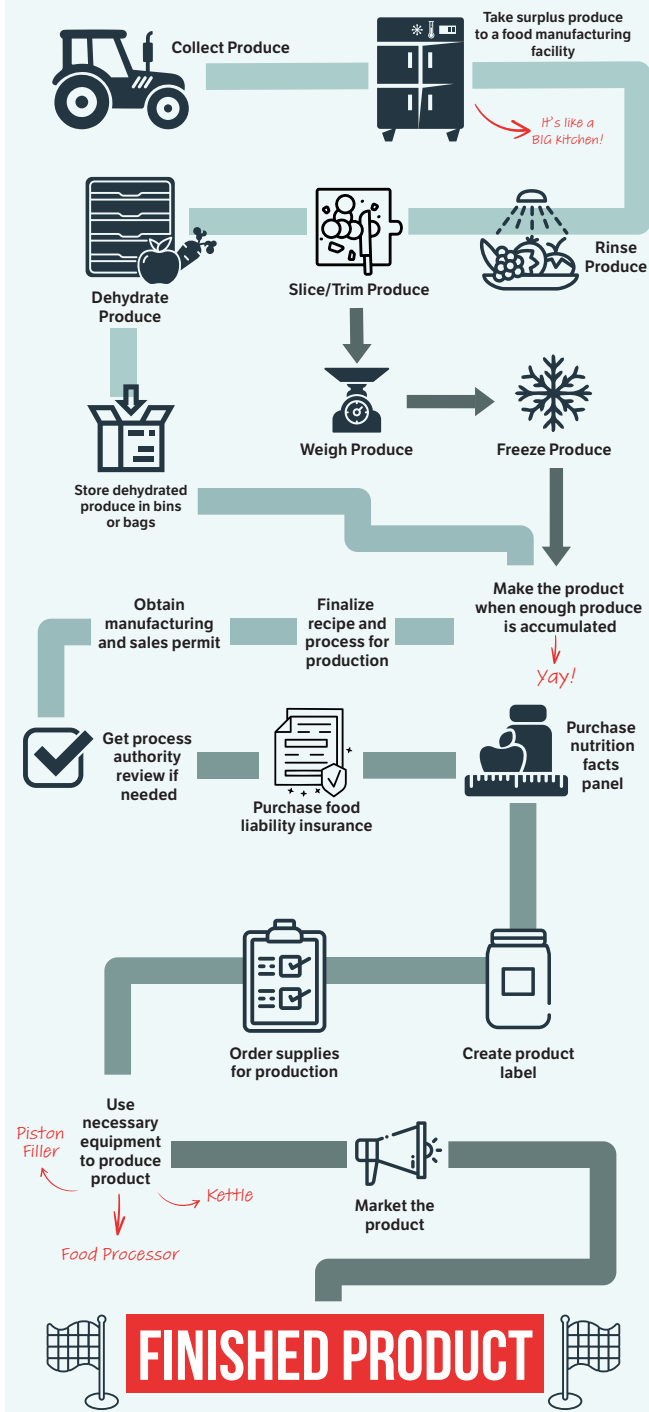 Collect Produce
Take surplus produce
to a food manufacturing
facility
It's like a
BIG kitchen!
Rinse
Produce
Slice/Trim Produce
Dehydrate
Produce
Weigh Produce
Freeze Produce
Store dehydrated
produce in bins
or bags
Make the product
when enough produce
is accumulated
Yay!
Finalize
recipe and
process for
production
Obtain
manufacturing
and sales permit
Get process
authority
review if
needed
Purchase food
liability insurance
Purchase
nutrition
facts
panel
Create product
label
Order supplies
for production
Use
necessary
equipment
to produce
product
Piston
Filler
Kettle
Food Processor
Market the
product
FINISHED PRODUCT